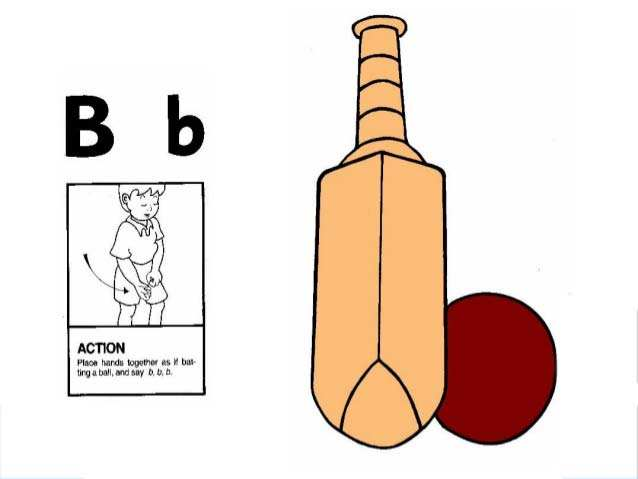 B b
ACTION
Place hands together as if bat-
ting a ball, and say b, b, b.